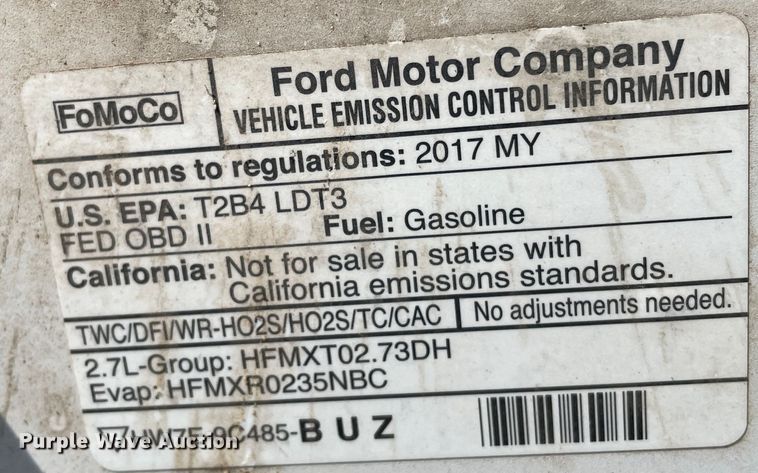 FoMoCo
Ford Motor Company
VEHICLE EMISSION CONTROL INFORMATION
Conforms to regulations: 2017 MY
U.S. EPA: T2B4 LDT3
FED OBD II Fuel: Gasoline
California: Not for sale in states with
California emissions standards.
TWC/DFI/WR-HO2S/HO2S/TC/CAC No adjustments needed.
2.7L-Group: HFMXT02.73DH
Evap: HFMXR0235NBC
HW7E-9C485-B U Z
Purple Wave Auction